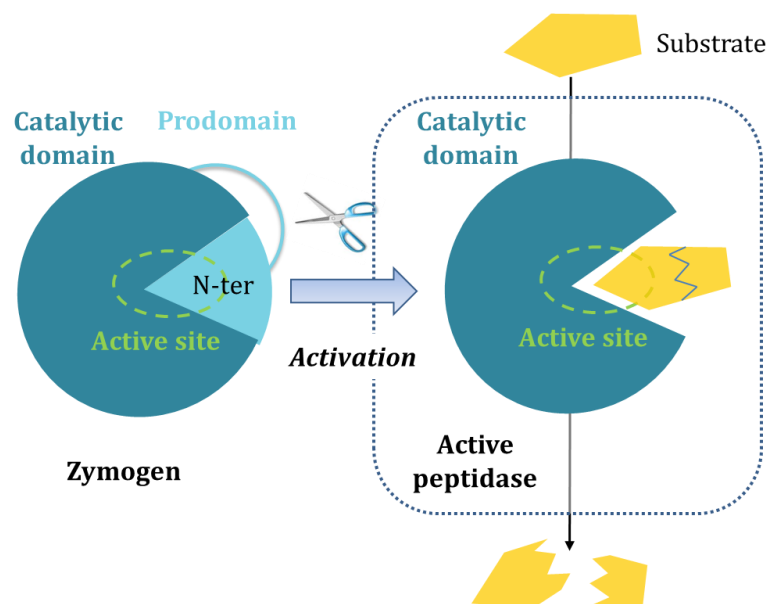 Substrate
Catalytic
domain
Prodomain
Catalytic
domain
N-ter
Active site
Active site
Activation
Zymogen
Active
peptidase